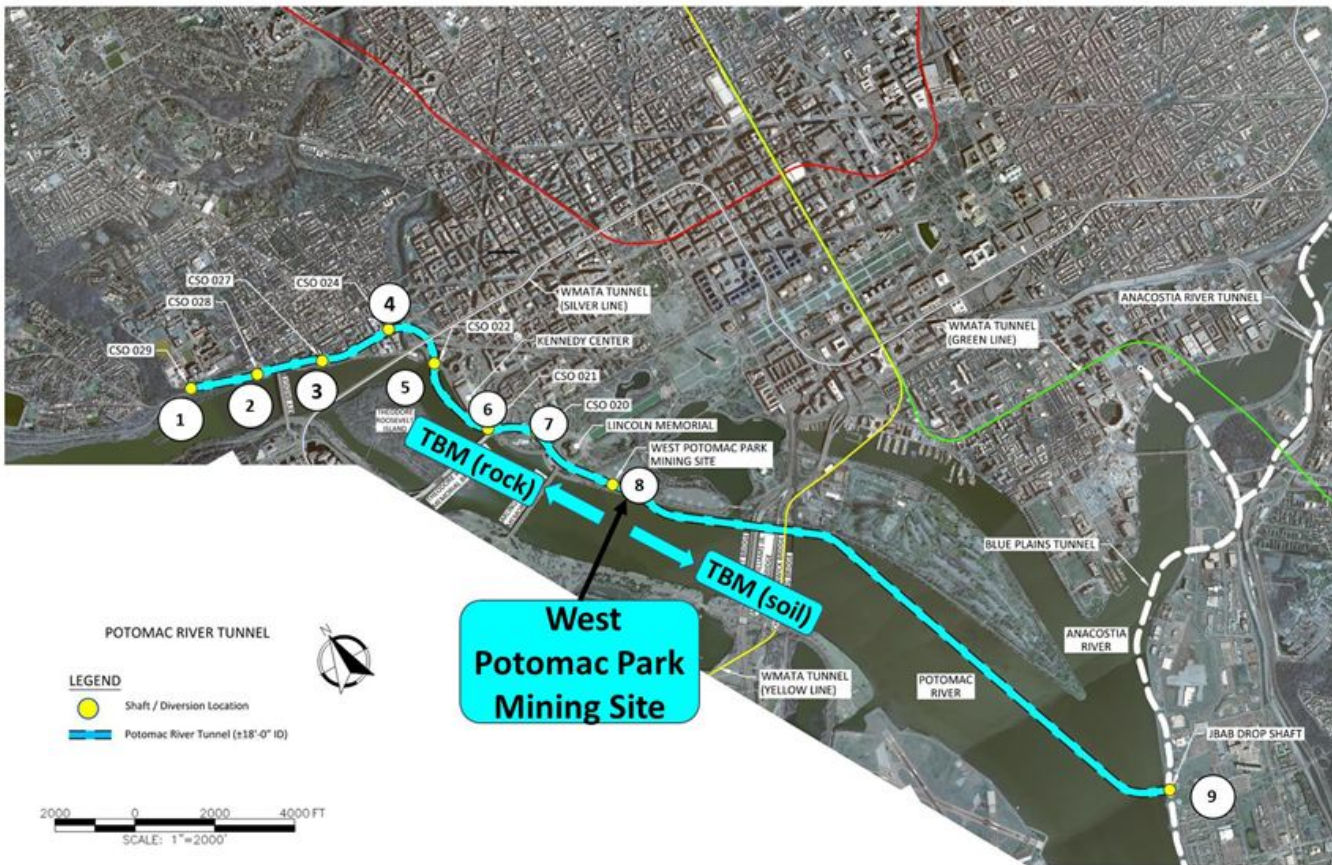 CSO 029
CSO 028
CSO 027
CSO 024
4
WMATA TUNNEL
(SILVER LINE)
CSO 022
KENNEDY CENTER
CSO 021
CSO 020
LINCOLN MEMORIAL
WEST POTOMAC PARK
MINING SITE
WMATA TUNNEL
(GREEN LINE)
ANACOSTIA RIVER TUNNEL
1
2
3
5
6
7
8
THEODORE
ROOSEVELT
ISLAND
TBM (rock)
TBM (soil)
West
Potomac Park
Mining Site
BLUE PLAINS TUNNEL
ANACOSTIA
RIVER
WMATA TUNNEL
(YELLOW LINE)
POTOMAC
RIVER
JBAB DROP SHAFT
9
POTOMAC RIVER TUNNEL
LEGEND
Shaft / Diversion Location
Potomac River Tunnel (±18'-0" ID)
2000 0 2000 4000 FT
SCALE: 1"=2000'